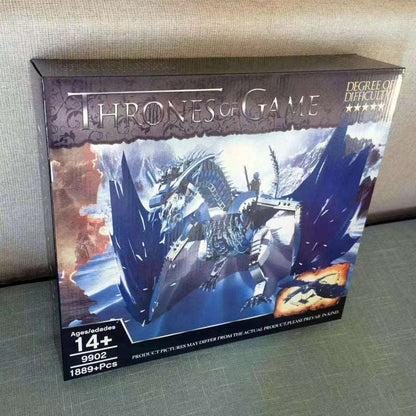 THRONES OF GAME
DEGREE OF
DIFFICULTY
★★★★★
Ages/edades
14+
9902
1889+Pcs
PRODUCT PICTURES MAY DIFFER FROM THE ACTUAL PRODUCT,PLEASE PREVAIL IN KIND.